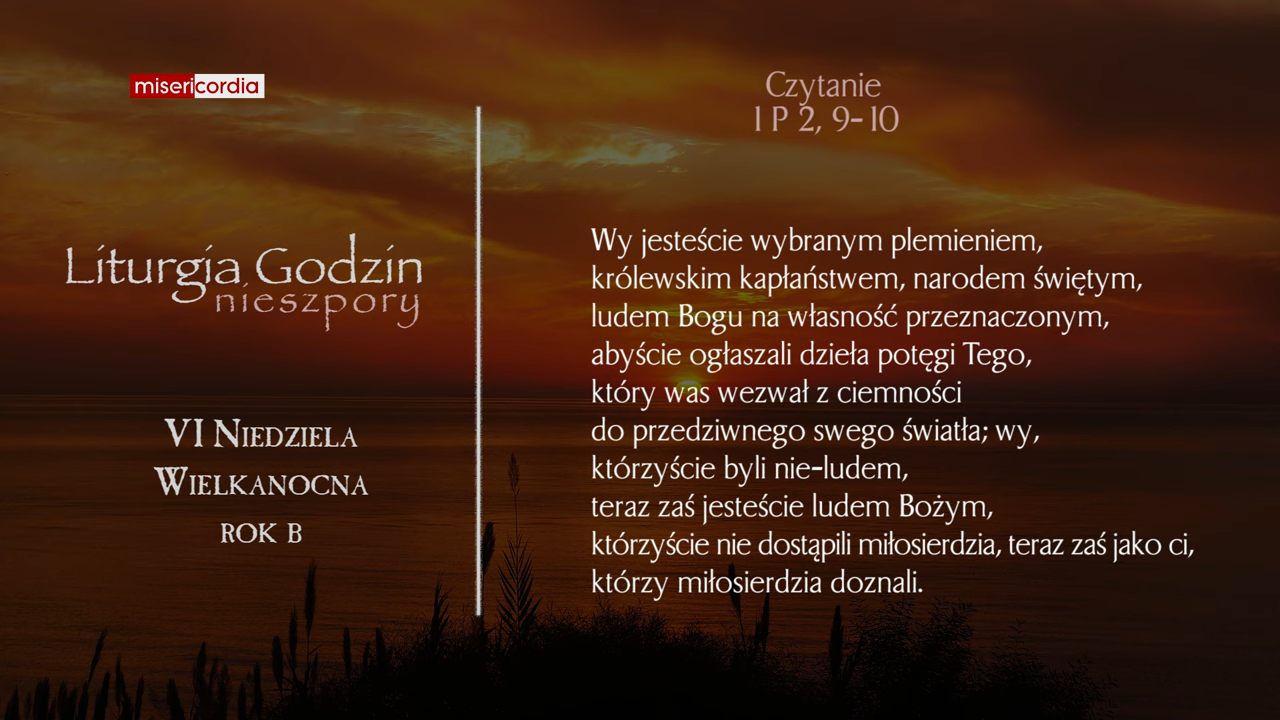 misericordia
Liturgia Godzin
nieszpory
VI Niedziela
Wielkanocna
rok B
Czytanie
1 P 2, 9-10
Wy jesteście wybranym plemieniem,
królewskim kapłaństwem, narodem świętym,
ludem Bogu na własność przeznaczonym,
abyście ogłaszali dzieła potęgi Tego,
który was wezwał z ciemności
do przedziwnego swego światła; wy,
którzyście byli nie-ludem,
teraz zaś jesteście ludem Bożym,
którzyście nie dostąpili miłosierdzia, teraz zaś jako ci,
którzy miłosierdzia doznali.